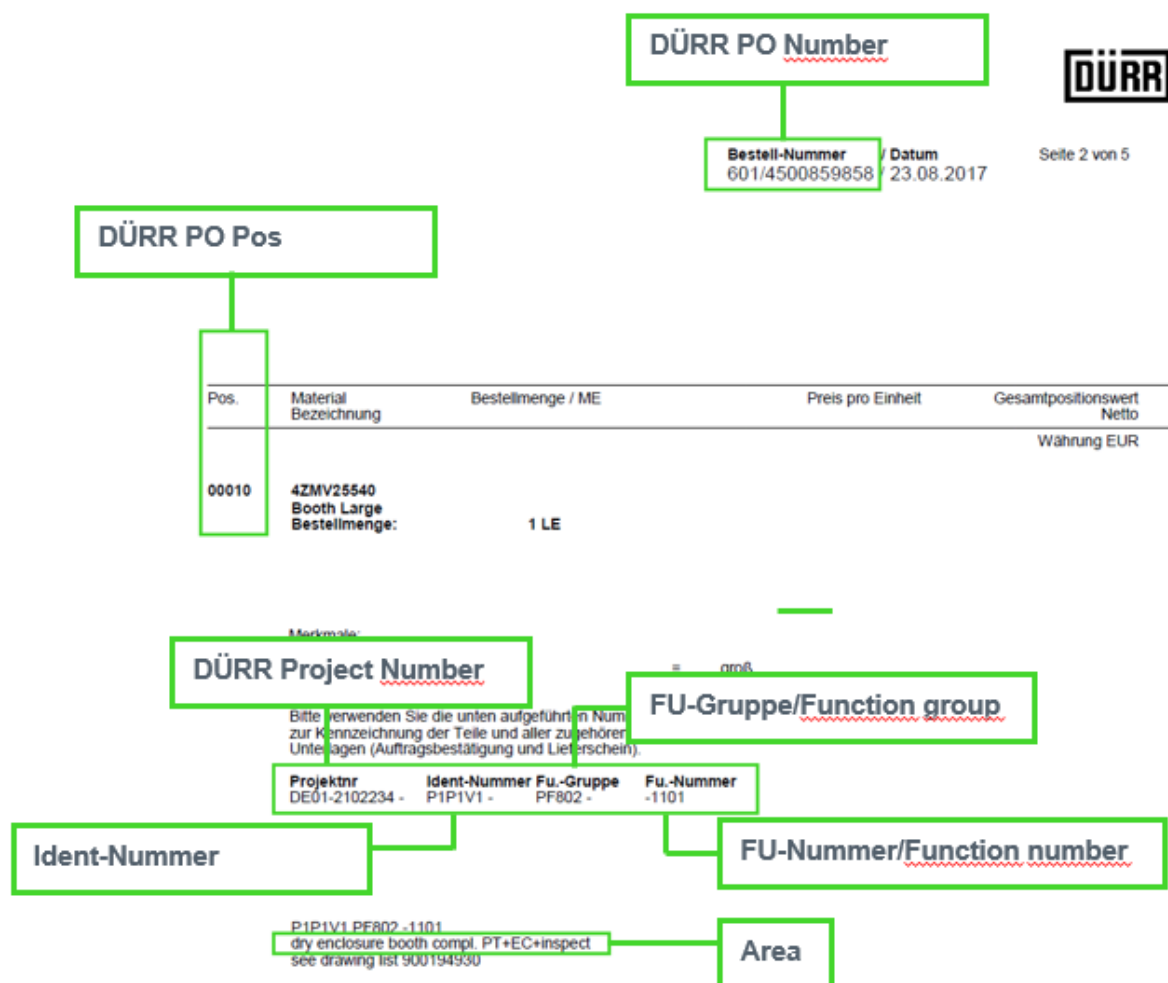 DÜRR PO Number
DÜRR
Bestell-Nummer / Datum Seite 2 von 5
601/4500859858 / 23.08.2017
DÜRR PO Pos
Pos. Material Bestellmenge / ME Preis pro Einheit Gesamtpositionswert
Bezeichnung Netto
Währung EUR
00010 4ZMV25540
Booth Large
Bestellmenge: 1 LE
Merkmale:
DÜRR Project Number
= groß
FU-Gruppe/Function group
Bitte verwenden Sie die unten aufgeführten
zur Kennzeichnung der Teile und aller
Unterlagen (Auftragsbestätigung und Lieferschein).
Projektnr Ident-Nummer Fu.-Gruppe Fu.-Nummer
DE01-2102234 - P1P1V1 - PF802 - -1101
Ident-Nummer
FU-Nummer/Function number
P1P1V1 PF802 -1101
dry enclosure booth compl. PT+EC+inspect
Area
see drawing list 900194930